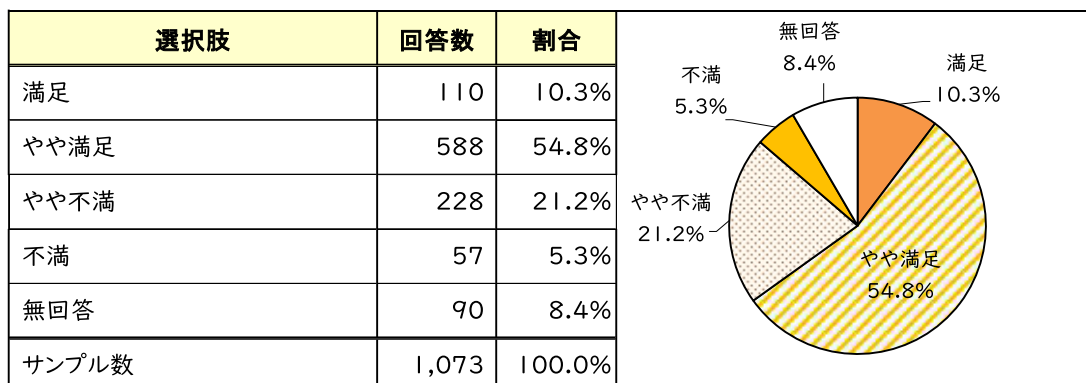 選択肢 回答数 割合
満足 110 10.3%
やや満足 588 54.8%
やや不満 228 21.2%
不満 57 5.3%
無回答 90 8.4%
サンプル数 1,073 100.0%
無回答
8.4%
満足
10.3%
不満
5.3%
やや不満
21.2%
やや満足
54.8%